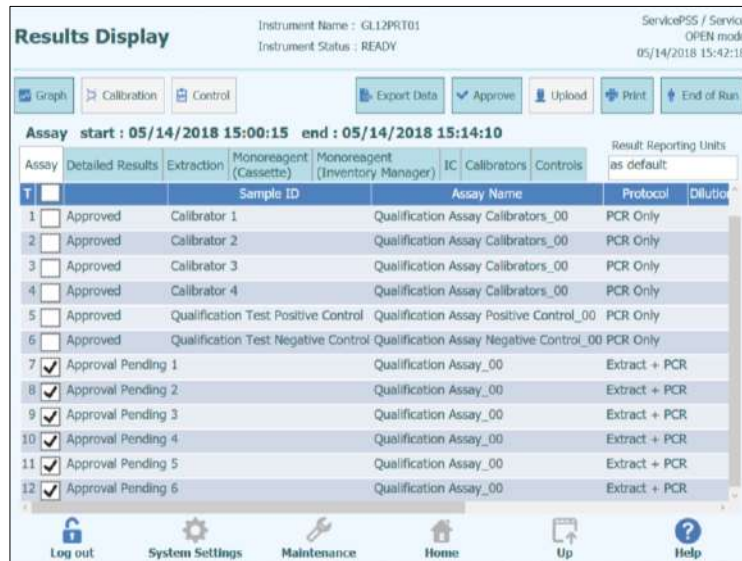 Results Display
Instrument Name : GL12PRT01
Instrument Status : READY
ServicePSS / Service
OPEN mode
05/14/2018 15:42:18
Graph Calibration Control Export Data Approve Upload Print End of Run
Assay start : 05/14/2018 15:00:15 end : 05/14/2018 15:14:10
Result Reporting Units
as default
Assay Detailed Results Extraction Monoreagent (Cassette) Monoreagent (Inventory Manager) IC Calibrators Controls
T Sample ID Assay Name Protocol Dilution
1 Approved Calibrator 1 Qualification Assay Calibrators_00 PCR Only
2 Approved Calibrator 2 Qualification Assay Calibrators_00 PCR Only
3 Approved Calibrator 3 Qualification Assay Calibrators_00 PCR Only
4 Approved Calibrator 4 Qualification Assay Calibrators_00 PCR Only
5 Approved Qualification Test Positive Control Qualification Assay Positive Control_00 PCR Only
6 Approved Qualification Test Negative Control Qualification Assay Negative Control_00 PCR Only
7 Approval Pending 1 Qualification Assay_00 Extract + PCR
8 Approval Pending 2 Qualification Assay_00 Extract + PCR
9 Approval Pending 3 Qualification Assay_00 Extract + PCR
10 Approval Pending 4 Qualification Assay_00 Extract + PCR
11 Approval Pending 5 Qualification Assay_00 Extract + PCR
12 Approval Pending 6 Qualification Assay_00 Extract + PCR
Log out System Settings Maintenance Home Up Help